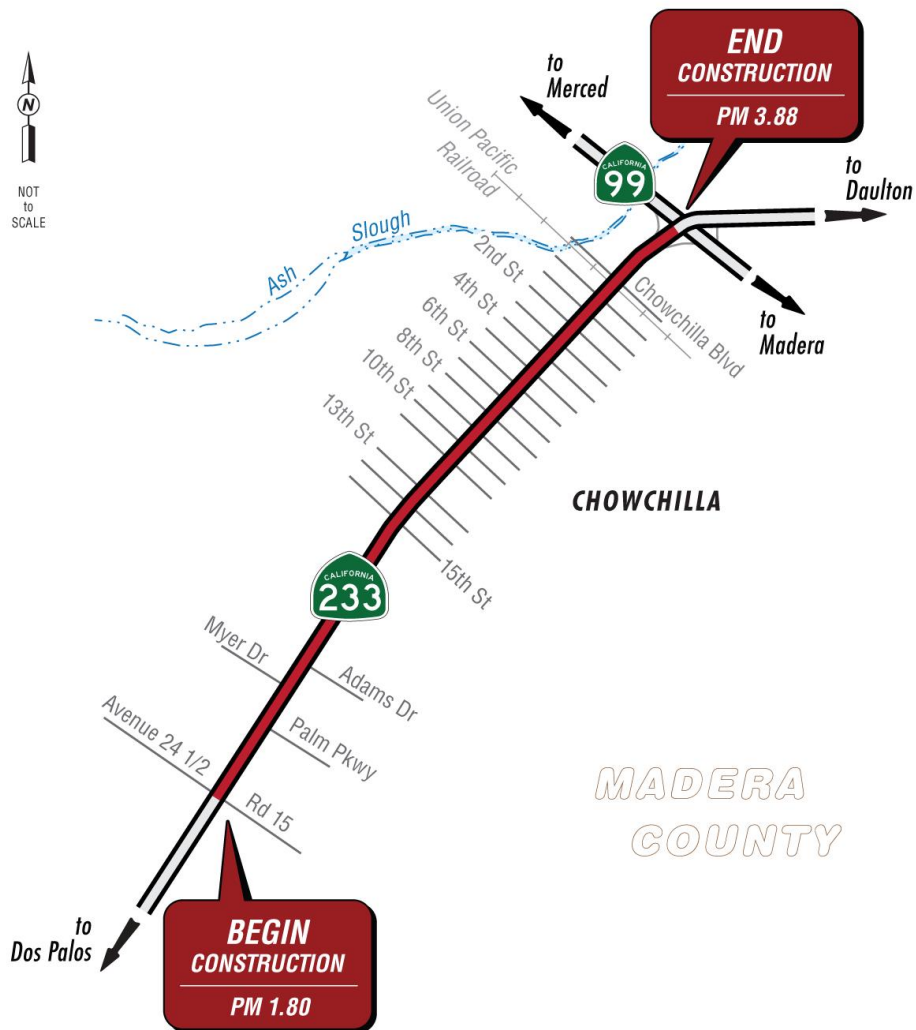 END
CONSTRUCTION
PM 3.88
to
Merced
N
NOT
to
SCALE
Union Pacific
Railroad
CALIFORNIA
99
to
Daulton
Ash Slough
2nd St
4th St
6th St
8th St
10th St
13th St
Chowchilla Blvd
to
Madera
CHOWCHILLA
15th St
CALIFORNIA
233
Myer Dr
Adams Dr
Avenue 24 1/2
Palm Pkwy
Rd 15
MADERA
COUNTY
to
Dos Palos
BEGIN
CONSTRUCTION
PM 1.80